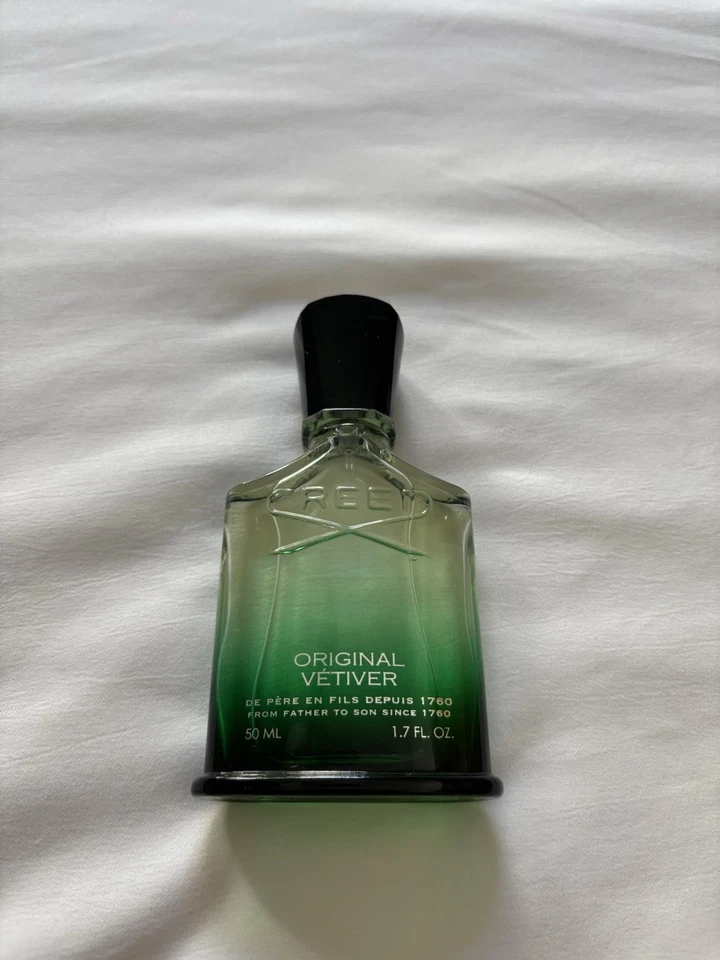 CREED
ORIGINAL
VÉTIVER
DE PÈRE EN FILS DEPUIS 1760
FROM FATHER TO SON SINCE 1760
50 ML 1.7 FL. OZ.